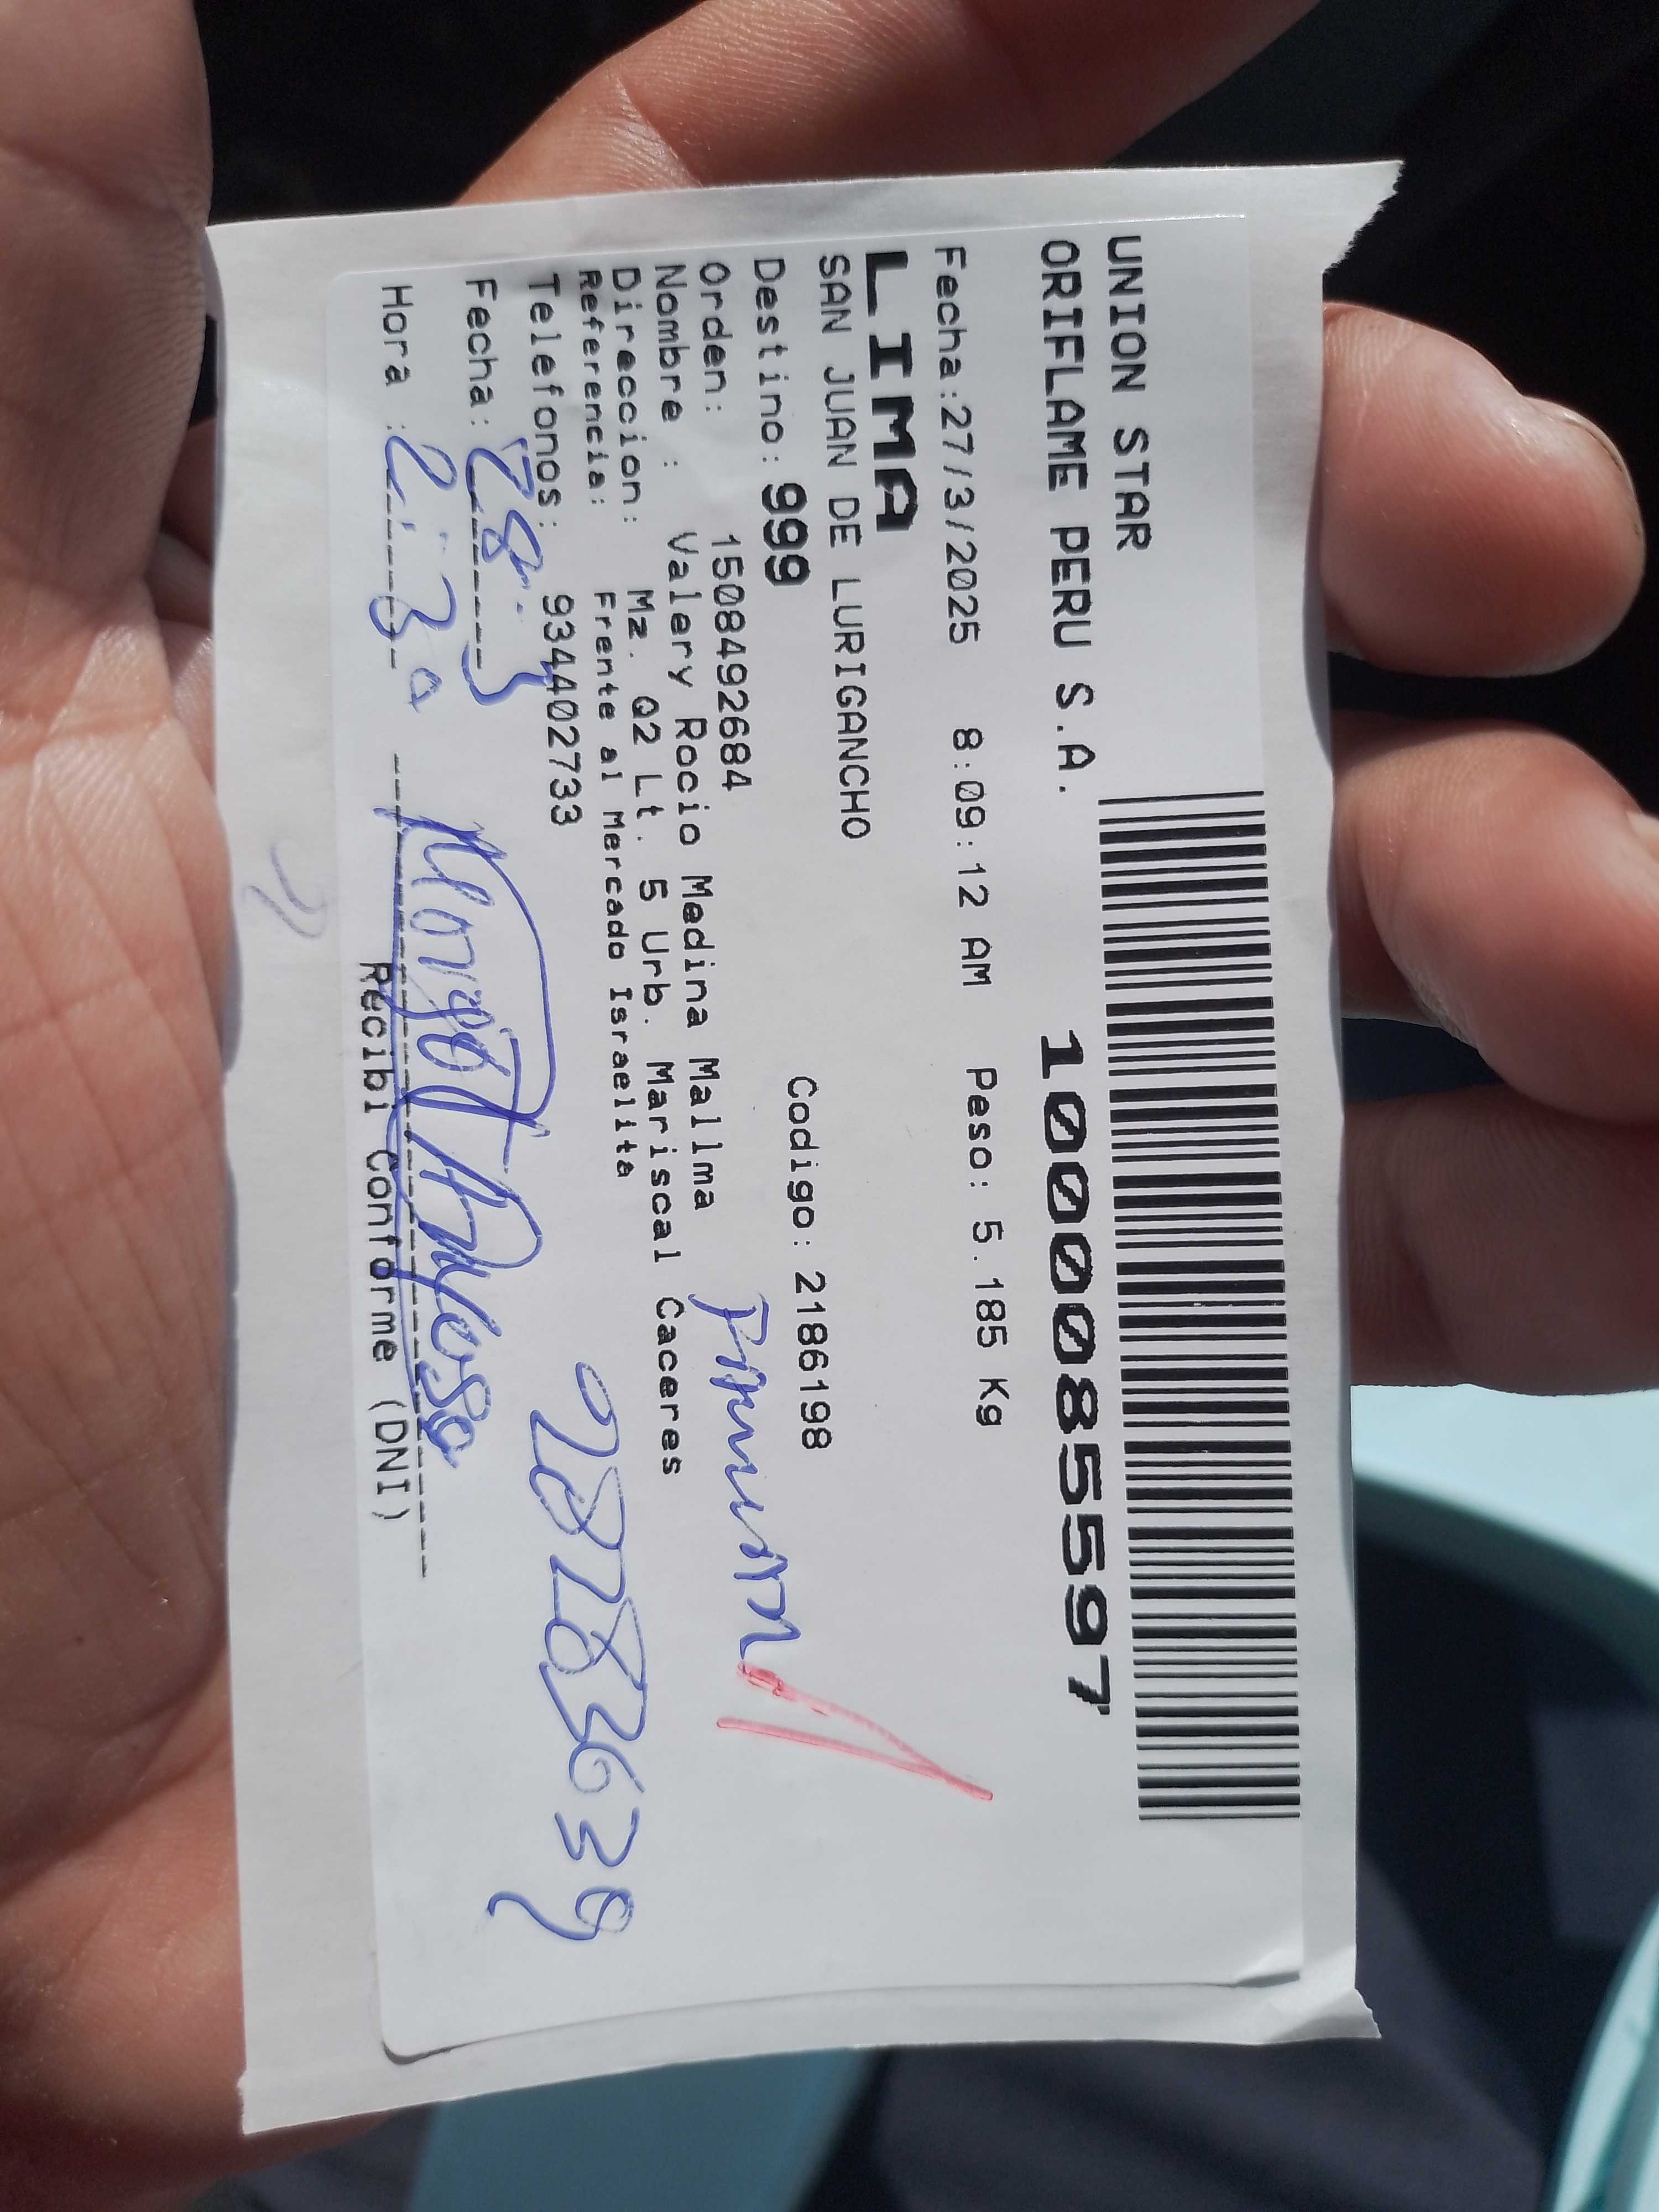 UNION STAR
ORIFLAME PERU S.A. 1000085597
Fecha:27/3/2025 8:09:12 AM Peso: 5.185 Kg
LIMA
SAN JUAN DE LURIGANCHO
Destino: 999 Codigo: 2186198
Orden: 1508492684
Nombre : Valery Rocio Medina Mallma
Direccion: Mz. Q2 Lt. 5 Urb. Mariscal Caceres
Referencia: Frente al Mercado Israelita
Telefonos: 934402733
Fecha: 28-3
Hora : 2:30
Recibi Conforme (DNI)